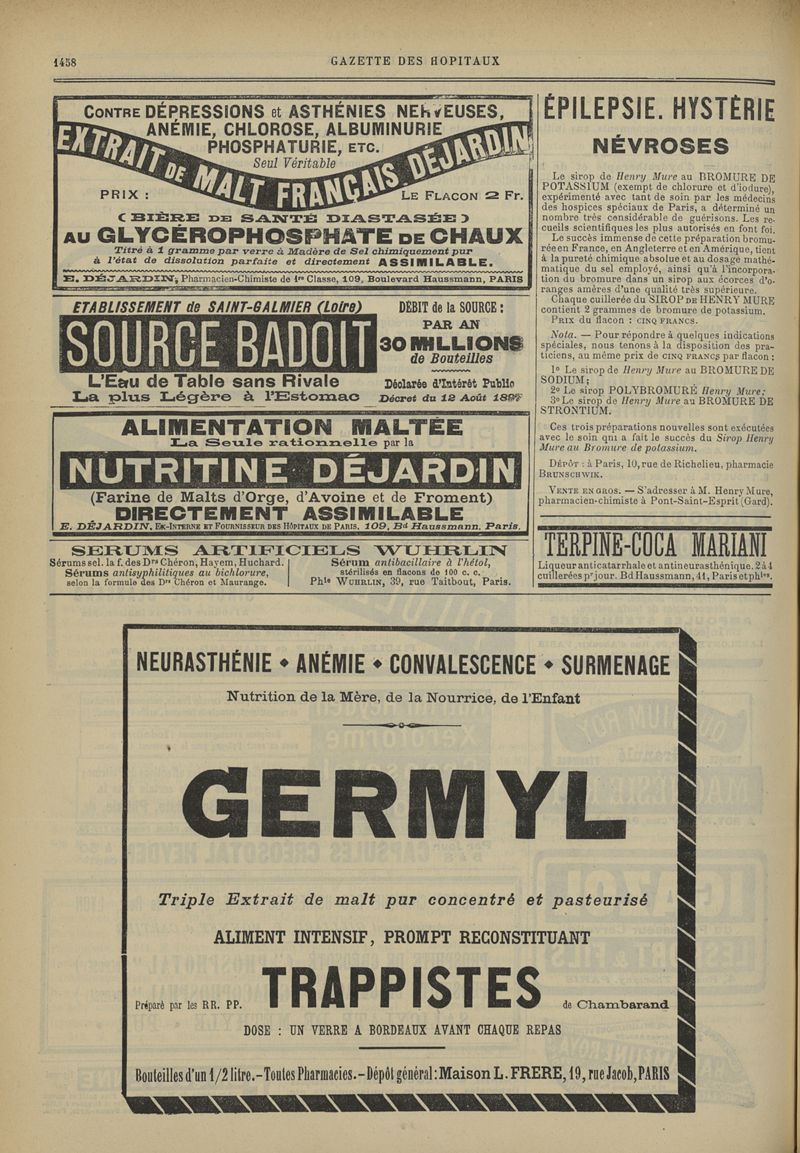 1458
GAZETTE DES HOPITAUX
CONTRE DÉPRESSIONS et ASTHÉNIES NERVEUSES,
ANÉMIE, CHLOROSE, ALBUMINURIE
PHOSPHATURIE, ETC.
Seul Véritable
EXTRAIT DE MALT FRANÇAIS DÉJARDIN
PRIX :
LE FLACON 2 Fr.
(BIÈRE DE SANTÉ DIASTASÉE)
AU GLYCÉROPHOSPHATE DE CHAUX
Titré à 1 gramme par verre à Madère de Sel chimiquement pur
à l'état de dissolution parfaite et directement ASSIMILABLE.
E. DÉJARDIN, Pharmacien-Chimiste de 1re Classe, 109, Boulevard Haussmann, PARIS
ETABLISSEMENT de SAINT-GALMIER (Loire)
SOURCE BADOIT
L'Eau de Table sans Rivale
La plus Légère à l'Estomac
DÉBIT de la SOURCE :
PAR AN
30 MILLIONS
de Bouteilles
Déclarée d'Intérêt Public
Décret du 12 Août 1897
ALIMENTATION MALTÉE
La Seule rationnelle par la
NUTRITINE DÉJARDIN
(Farine de Malts d'Orge, d'Avoine et de Froment)
DIRECTEMENT ASSIMILABLE
E. DÉJARDIN, EX-INTERNE ET FOURNISSEUR DES HÔPITAUX DE PARIS. 109, Bd Haussmann. Paris.
SERUMS ARTIFICIELS WUHRLIN
Sérums sel. la f. des Drs Chéron, Hayem, Huchard.
Sérums antisyphilitiques au bichlorure,
selon la formule des Drs Chéron et Maurange.
Sérum antibacillaire à l'hétol,
stérilisés en flacons de 100 c. c.
Phie WUHRLIN, 39, rue Taitbout, Paris.
ÉPILEPSIE. HYSTÈRIE
NÉVROSES
Le sirop de Henry Mure au BROMURE DE
POTASSIUM (exempt de chlorure et d'iodure),
expérimenté avec tant de soin par les médecins
des hospices spéciaux de Paris, a déterminé un
nombre très considérable de guérisons. Les re-
cueils scientifiques les plus autorisés en font foi.
Le succès immense de cette préparation bromu-
rée en France, en Angleterre et en Amérique, tient
à la pureté chimique absolue et au dosage mathé-
matique du sel employé, ainsi qu'à l'incorpora-
tion du bromure dans un sirop aux écorces d'o-
ranges amères d'une qualité très supérieure.
Chaque cuillerée du SIROP DE HENRY MURE
contient 2 grammes de bromure de potassium.
PRIX du flacon : CINQ FRANCS.
Nota. — Pour répondre à quelques indications
spéciales, nous tenons à la disposition des pra-
ticiens, au même prix de CINQ FRANCS par flacon :
1º Le sirop de Henry Mure au BROMURE DE
SODIUM;
2º Le sirop POLYBROMURÉ Henry Mure;
3º Le sirop de Henry Mure au BROMURE DE
STRONTIUM.
Ces trois préparations nouvelles sont exécutées
avec le soin qui a fait le succès du Sirop Henry
Mure au Bromure de potassium.
DÉPÔT : à Paris, 10, rue de Richelieu, pharmacie
BRUNSCHWIK.
VENTE EN GROS. — S'adresser à M. Henry Mure,
pharmacien-chimiste à Pont-Saint-Esprit (Gard).
TERPINE-COCA MARIANI
Liqueur anticatarrhale et antineurasthénique. 2 à 4
cuillerées pr jour. Bd Haussmann, 41, Paris et phies.
NEURASTHÉNIE ◆ ANÉMIE ◆ CONVALESCENCE ◆ SURMENAGE
Nutrition de la Mère, de la Nourrice, de l'Enfant
GERMYL
Triple Extrait de malt pur concentré et pasteurisé
ALIMENT INTENSIF, PROMPT RECONSTITUANT
Préparé par les RR. PP. TRAPPISTES de Chambarand
DOSE : UN VERRE A BORDEAUX AVANT CHAQUE REPAS
Bouteilles d'un 1/2 litre.-Toutes Pharmacies.-Dépôt général: Maison L. FRERE, 19, rue Jacob, PARIS